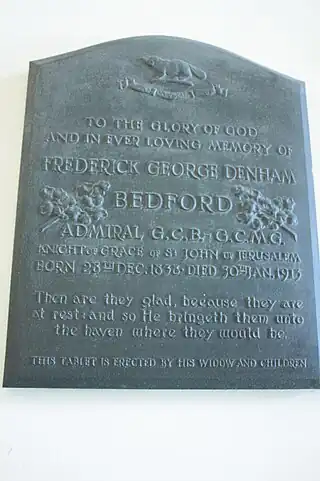 TO THE GLORY OF GOD
AND IN EVER LOVING MEMORY OF
FREDERICK GEORGE DENHAM
BEDFORD
ADMIRAL, G.C.B., G.C.M.G.
KNIGHT OF GRACE OF ST JOHN OF JERUSALEM
BORN 23RD DEC. 1838: DIED 30TH JAN. 1913
Then are they glad, because they are
at rest: and so He bringeth them unto
the haven where they would be.
THIS TABLET IS ERECTED BY HIS WIDOW AND CHILDREN